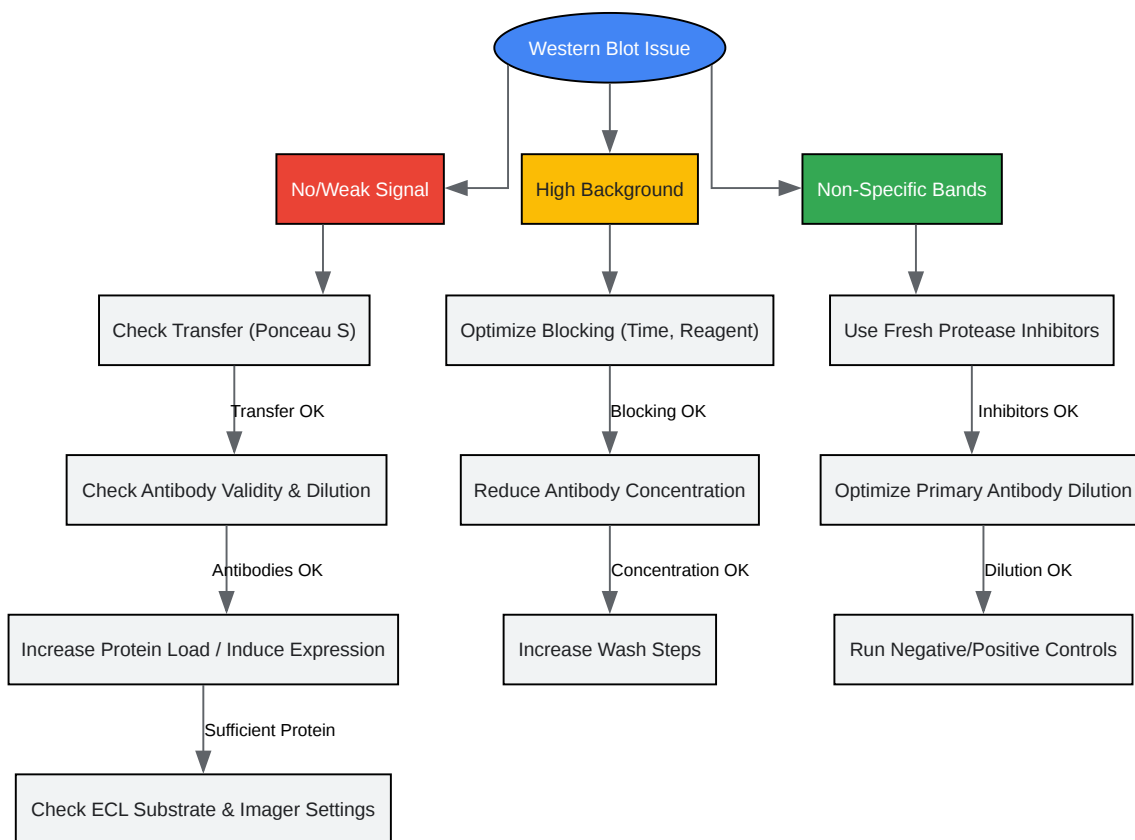 Western Blot Issue
No/Weak Signal
High Background
Non-Specific Bands
Check Transfer (Ponceau S)
Optimize Blocking (Time, Reagent)
Use Fresh Protease Inhibitors
Transfer OK
Blocking OK
Inhibitors OK
Check Antibody Validity & Dilution
Reduce Antibody Concentration
Optimize Primary Antibody Dilution
Antibodies OK
Concentration OK
Dilution OK
Increase Protein Load / Induce Expression
Increase Wash Steps
Run Negative/Positive Controls
Sufficient Protein
Check ECL Substrate & Imager Settings